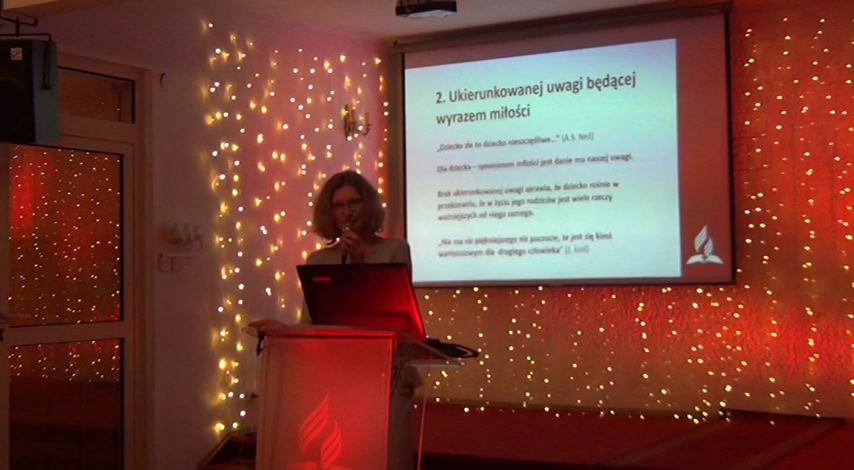 2. Ukierunkowanej uwagi będącej
wyrazem miłości
„Dziecko złe to dziecko nieszczęśliwe...” (A.S. Neil)
Dla dziecka – synonimem miłości jest danie mu naszej uwagi.
Brak ukierunkowanej uwagi sprawia, że dziecko rośnie w
przekonaniu, że w życiu jego rodziców jest wiele rzeczy
ważniejszych od niego samego.
„Nie ma nic piękniejszego niż poczucie, że jest się kimś
wartościowym dla drugiego człowieka”